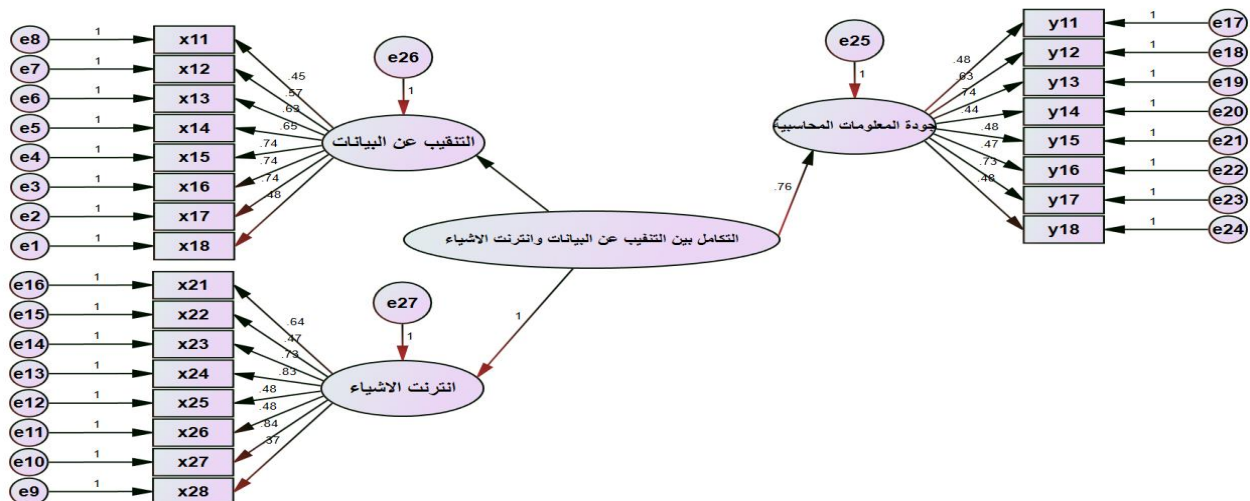 e8 1 x11
e7 1 x12
e6 1 x13
e5 1 x14
e4 1 x15
e3 1 x16
e2 1 x17
e1 1 x18
.45
.57
.63
.65
.74
.74
.74
.48
e26
1
التنقيب عن البيانات
e16 1 x21
e15 1 x22
e14 1 x23
e13 1 x24
e12 1 x25
e11 1 x26
e10 1 x27
e9 1 x28
.64
.47
.73
.83
.48
.48
.84
.37
e27
1
انترنت الاشياء
1
التكامل بين التنقيب عن البيانات وانترنت الاشياء
.76
e25
1
جودة المعلومات المحاسبية
.48
.63
.74
.44
.48
.47
.73
.48
y11 1 e17
y12 1 e18
y13 1 e19
y14 1 e20
y15 1 e21
y16 1 e22
y17 1 e23
y18 1 e24